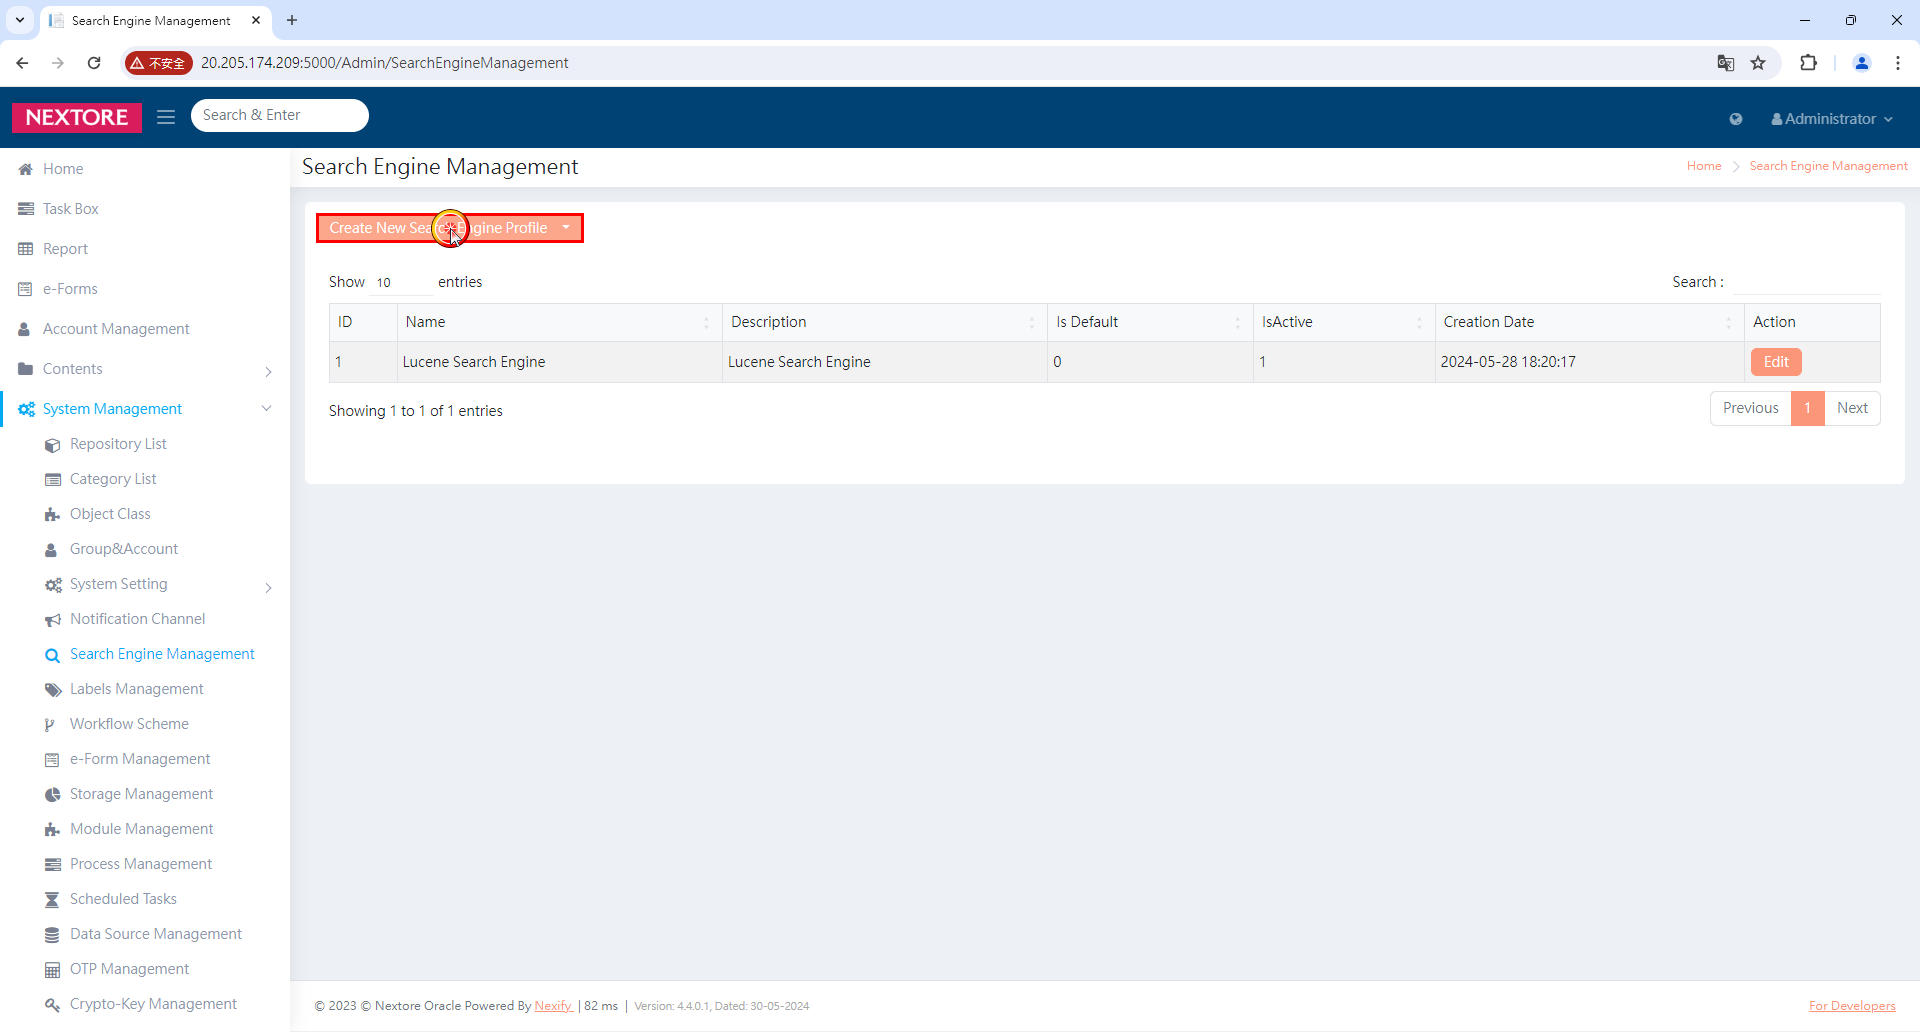 Search Engine Management
不安全 20.205.174.209:5000/Admin/SearchEngineManagement
NEXTORE Search & Enter Administrator
Home
Task Box
Report
e-Forms
Account Management
Contents
System Management
Repository List
Category List
Object Class
Group&Account
System Setting
Notification Channel
Search Engine Management
Labels Management
Workflow Scheme
e-Form Management
Storage Management
Module Management
Process Management
Scheduled Tasks
Data Source Management
OTP Management
Crypto-Key Management
Search Engine Management
Home Search Engine Management
Create New Search Engine Profile
Show 10 entries Search :
ID Name Description Is Default IsActive Creation Date Action
1 Lucene Search Engine Lucene Search Engine 0 1 2024-05-28 18:20:17 Edit
Showing 1 to 1 of 1 entries Previous 1 Next
© 2023 © Nextore Oracle Powered By Nexify | 82 ms | Version: 4.4.0.1, Dated: 30-05-2024 For Developers